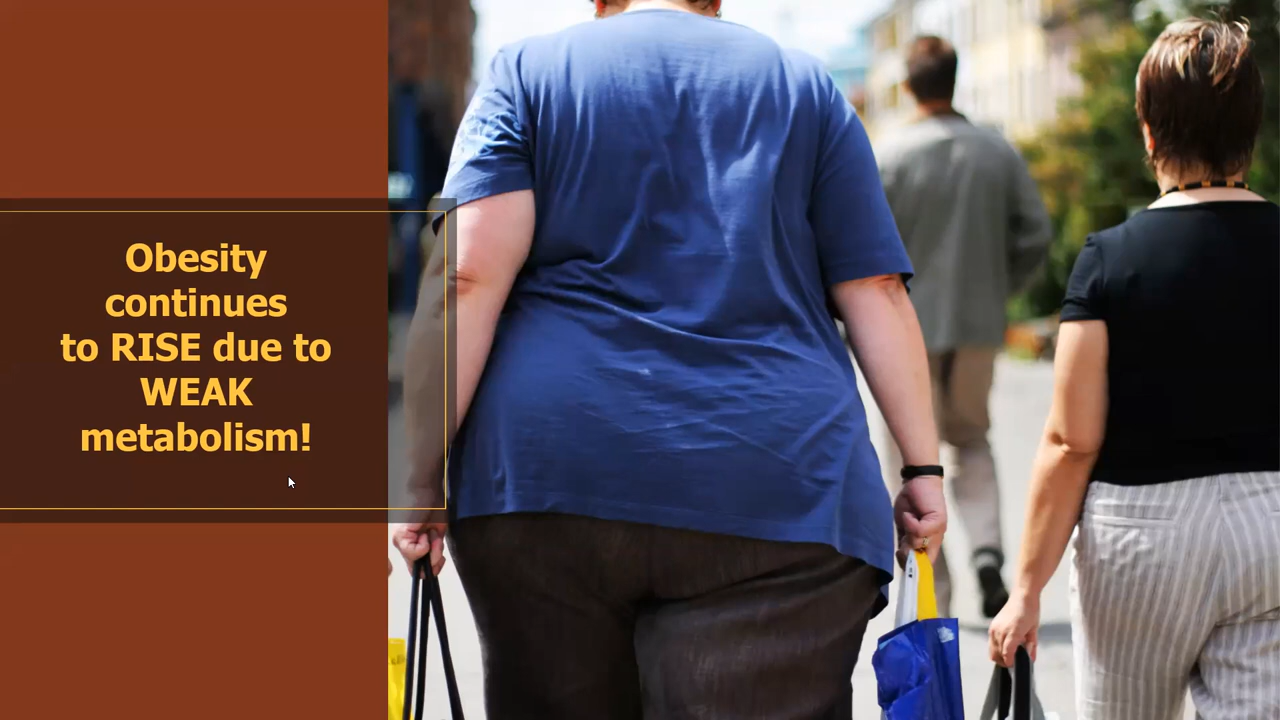 Obesity
continues
to RISE due to
WEAK
metabolism!